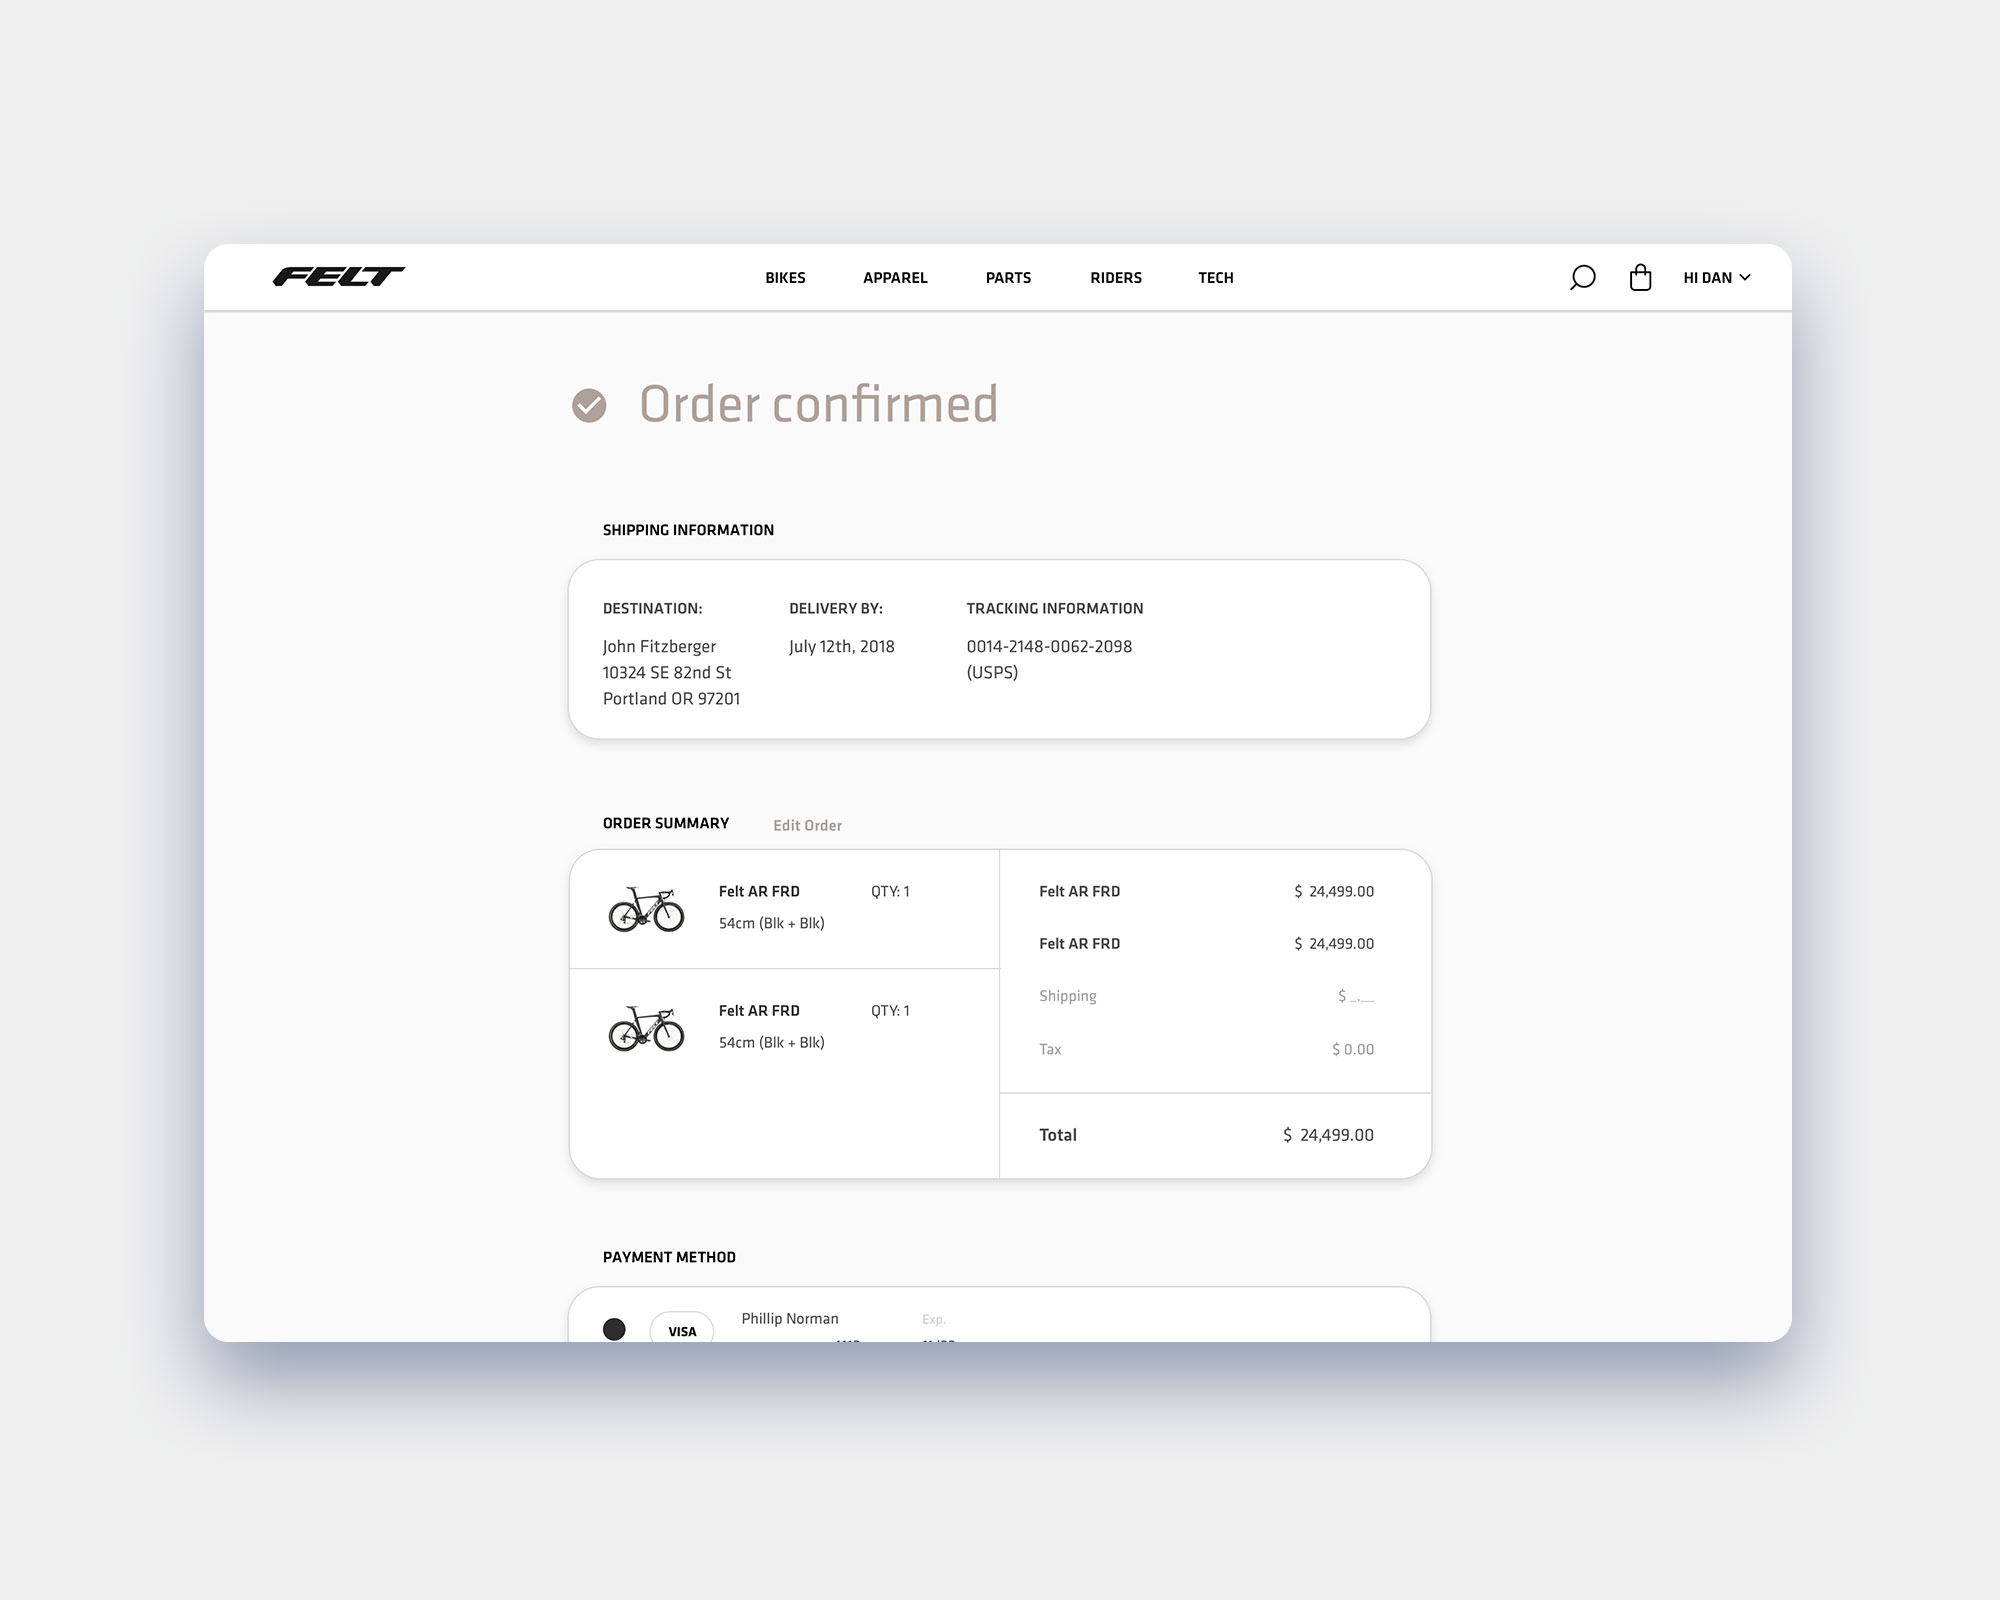 FELT
BIKES APPAREL PARTS RIDERS TECH HI DAN
Order confirmed
SHIPPING INFORMATION
DESTINATION:
John Fitzberger
10324 SE 82nd St
Portland OR 97201
DELIVERY BY:
July 12th, 2018
TRACKING INFORMATION
0014-2148-0062-2098
(USPS)
ORDER SUMMARY Edit Order
Felt AR FRD QTY: 1
54cm (Blk + Blk)
Felt AR FRD QTY: 1
54cm (Blk + Blk)
Felt AR FRD $ 24,499.00
Felt AR FRD $ 24,499.00
Shipping $ _.__
Tax $ 0.00
Total $ 24,499.00
PAYMENT METHOD
VISA
Phillip Norman Exp.